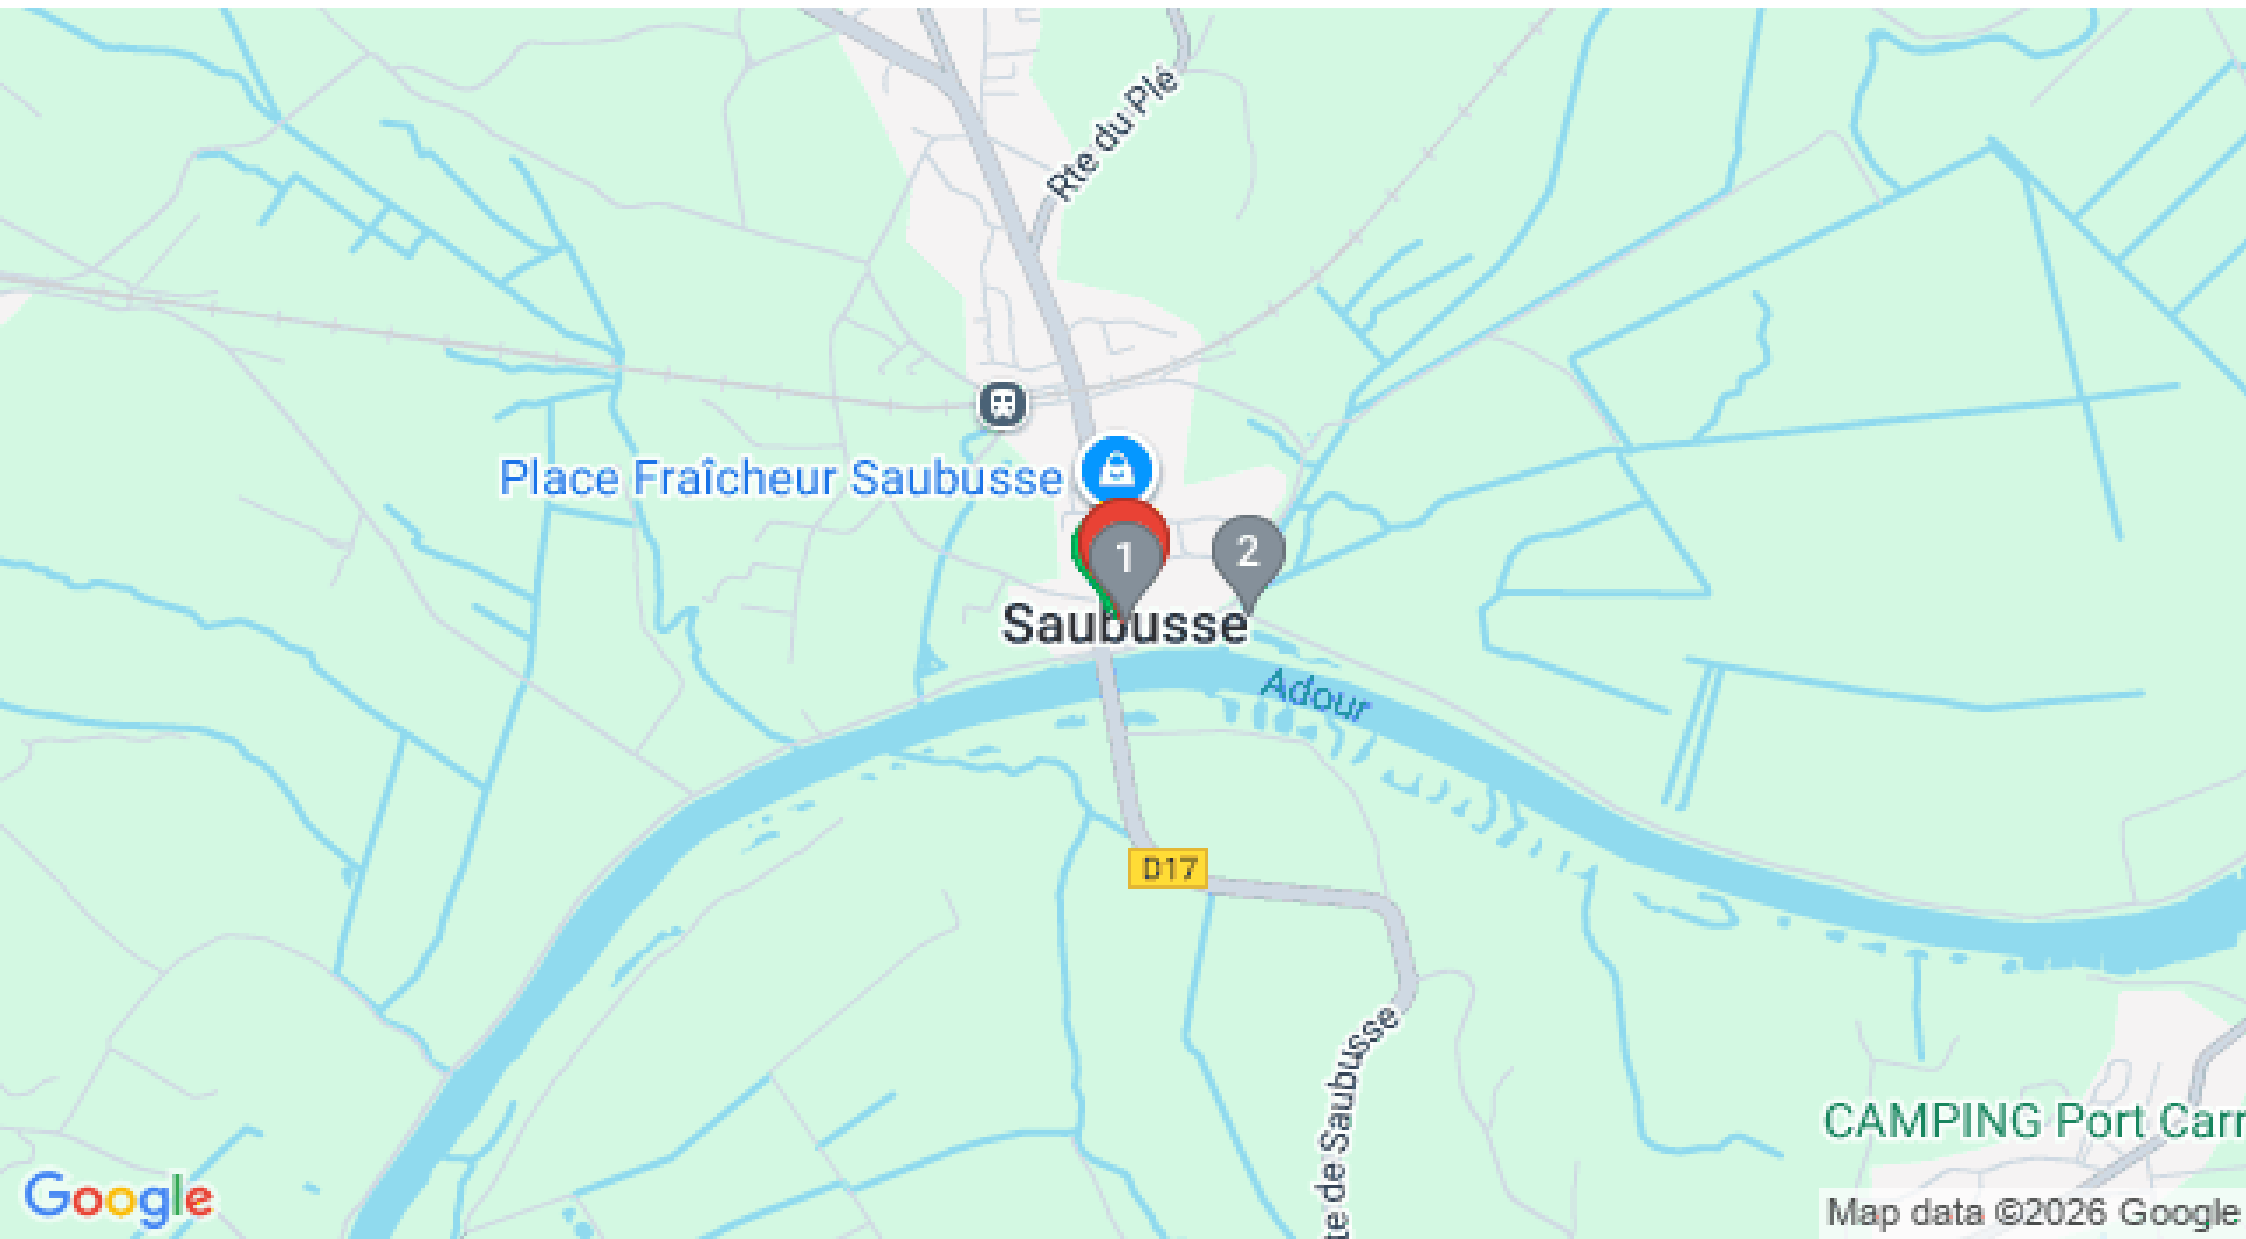 Rte du Plé
Place Fraîcheur Saubusse
1
2
Saubusse
Adour
D17
te de Saubusse
CAMPING Port Carr
Google
Map data ©2026 Google